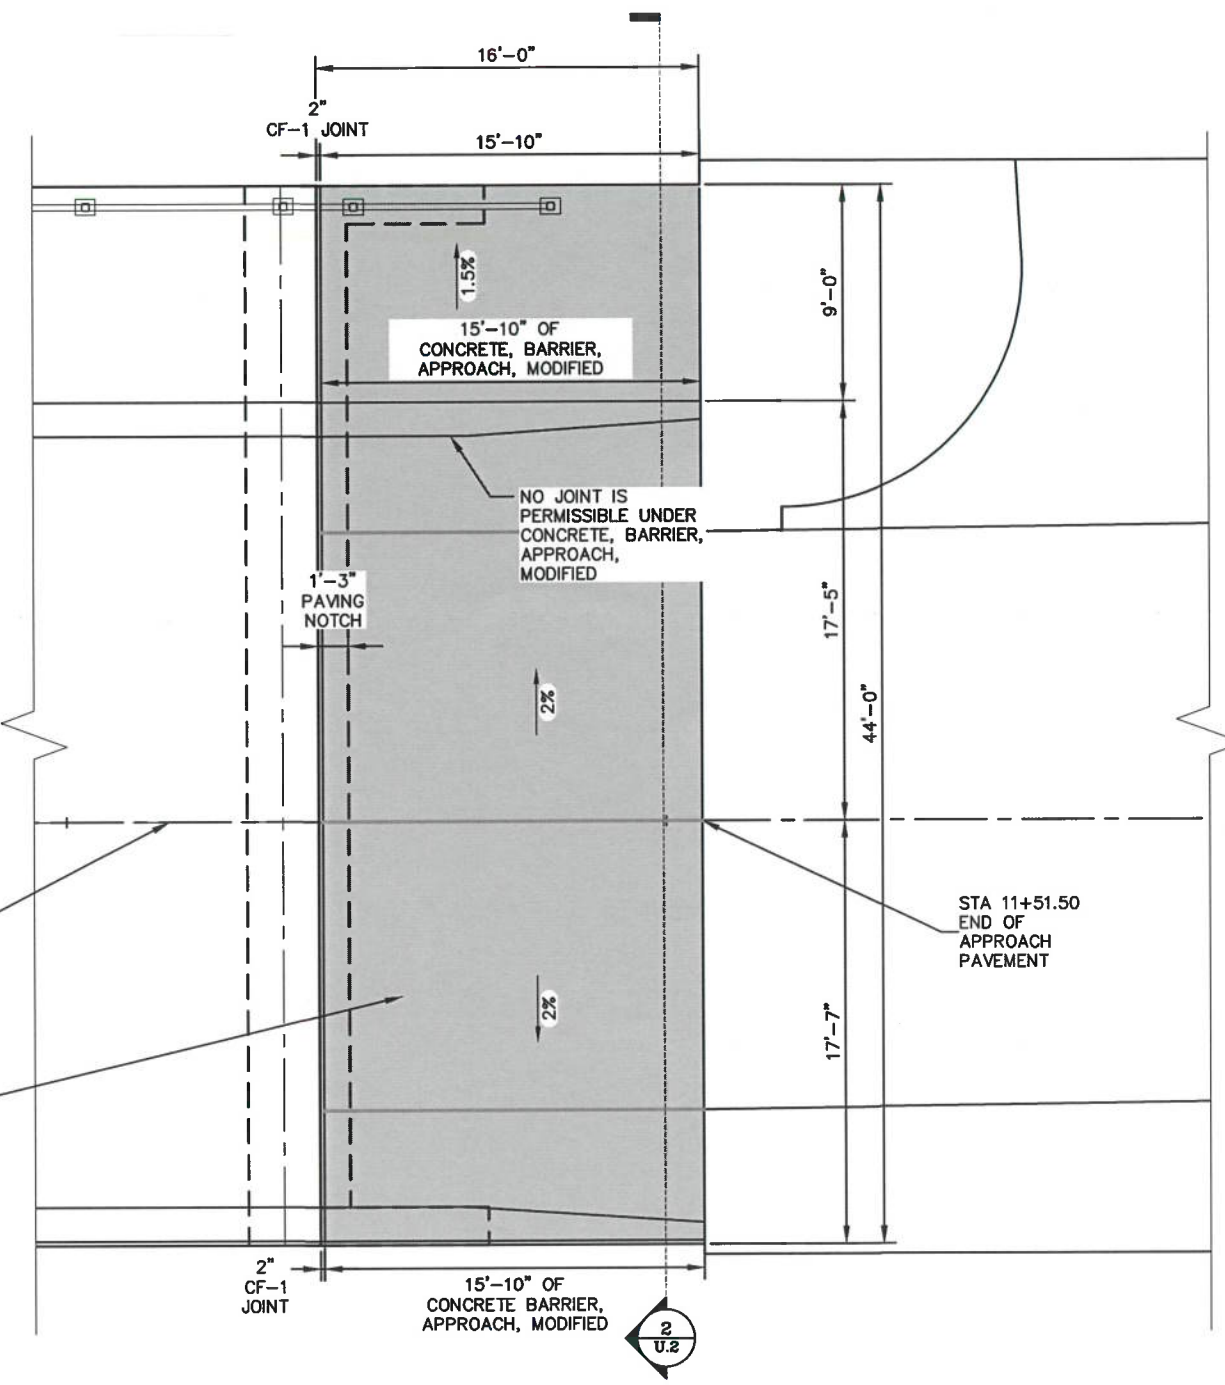 16'-0"
2"
CF-1 JOINT
15'-10"
1.5%
9'-0"
15'-10" OF
CONCRETE, BARRIER,
APPROACH, MODIFIED
NO JOINT IS
PERMISSIBLE UNDER
CONCRETE, BARRIER,
APPROACH,
MODIFIED
1'-3"
PAVING
NOTCH
17'-5"
2%
44'-0"
STA 11+51.50
END OF
APPROACH
PAVEMENT
2%
17'-7"
2"
CF-1
JOINT
15'-10" OF
CONCRETE BARRIER,
APPROACH, MODIFIED
2
U.2